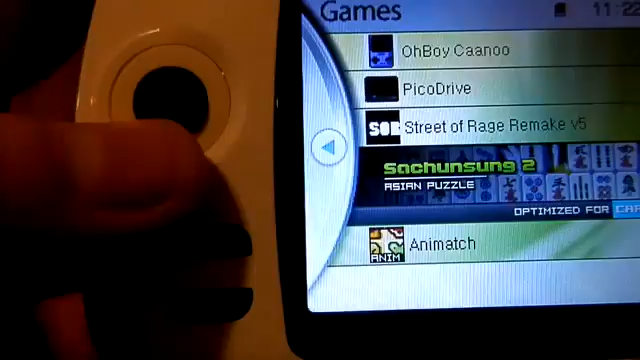 Games
11:22
OhBoy Caanoo
PicoDrive
SOR
Street of Rage Remake v5
Sachunsung 2
ASIAN PUZZLE
OPTIMIZED FOR
ANIM
Animatch